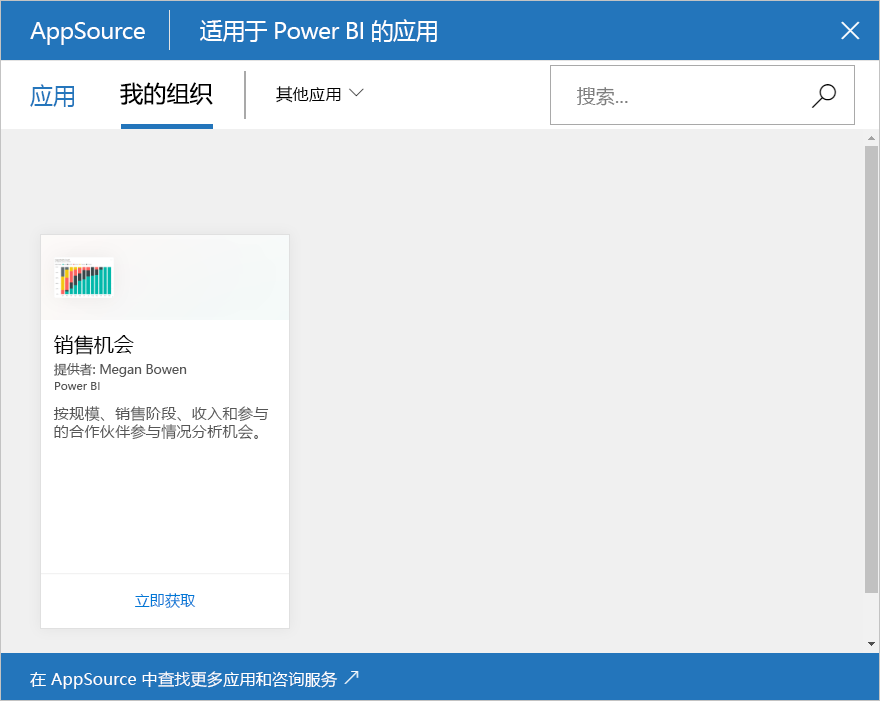 AppSource
适用于 Power BI 的应用
应用
我的组织
其他应用
搜索...
销售机会
提供者: Megan Bowen
Power BI
按规模、销售阶段、收入和参与
的合作伙伴参与情况分析机会。
立即获取
在 AppSource 中查找更多应用和咨询服务